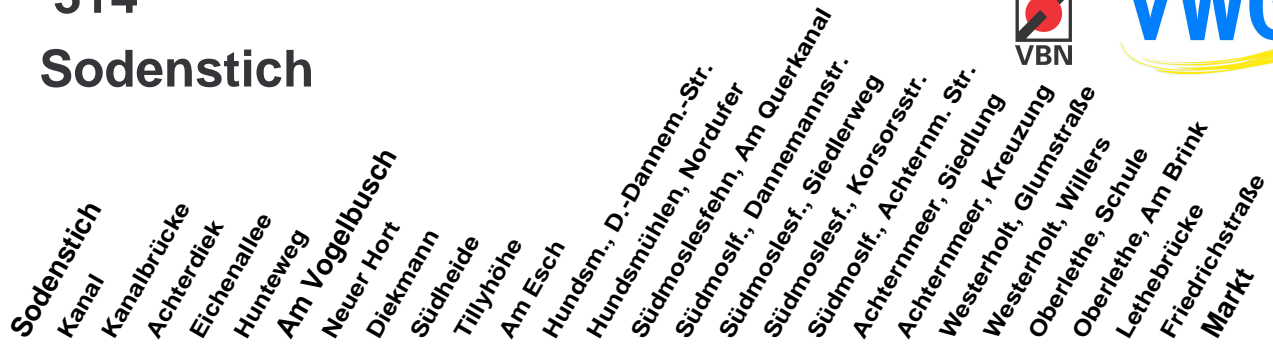 314
Sodenstich
VBN
VWG
Sodenstich
Kanal
Kanalbrücke
Achterdiek
Eichenallee
Hunteweg
Am Vogelbusch
Neuer Hort
Diekmann
Südheide
Tillyhöhe
Am Esch
Hundsm., D.-Dannem.-Str.
Hundsmühlen, Nordufer
Südmoslesfehn, Am Querkanal
Südmoslf., Dannemannstr.
Südmoslesf., Siedlerweg
Südmoslesf., Korsorsstr.
Südmoslf., Achternm. Str.
Achternmeer, Siedlung
Achternmeer, Kreuzung
Westerholt, Glumstraße
Westerholt, Willers
Oberlethe, Schule
Oberlethe, Am Brink
Lethebrücke
Friedrichstraße
Markt